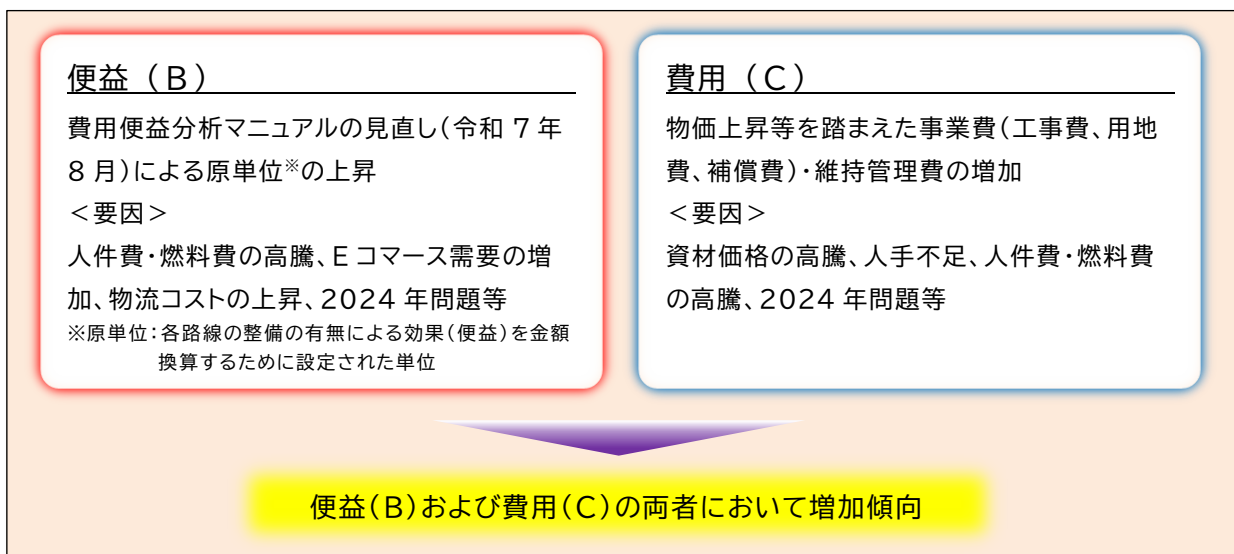 便益（B）
費用便益分析マニュアルの見直し（令和 7 年
8 月）による原単位※の上昇
＜要因＞
人件費・燃料費の高騰、E コマース需要の増
加、物流コストの上昇、2024 年問題等
※原単位：各路線の整備の有無による効果（便益）を金額
換算するために設定された単位
費用（C）
物価上昇等を踏まえた事業費（工事費、用地
費、補償費）・維持管理費の増加
＜要因＞
資材価格の高騰、人手不足、人件費・燃料費
の高騰、2024 年問題等
便益（B）および費用（C）の両者において増加傾向